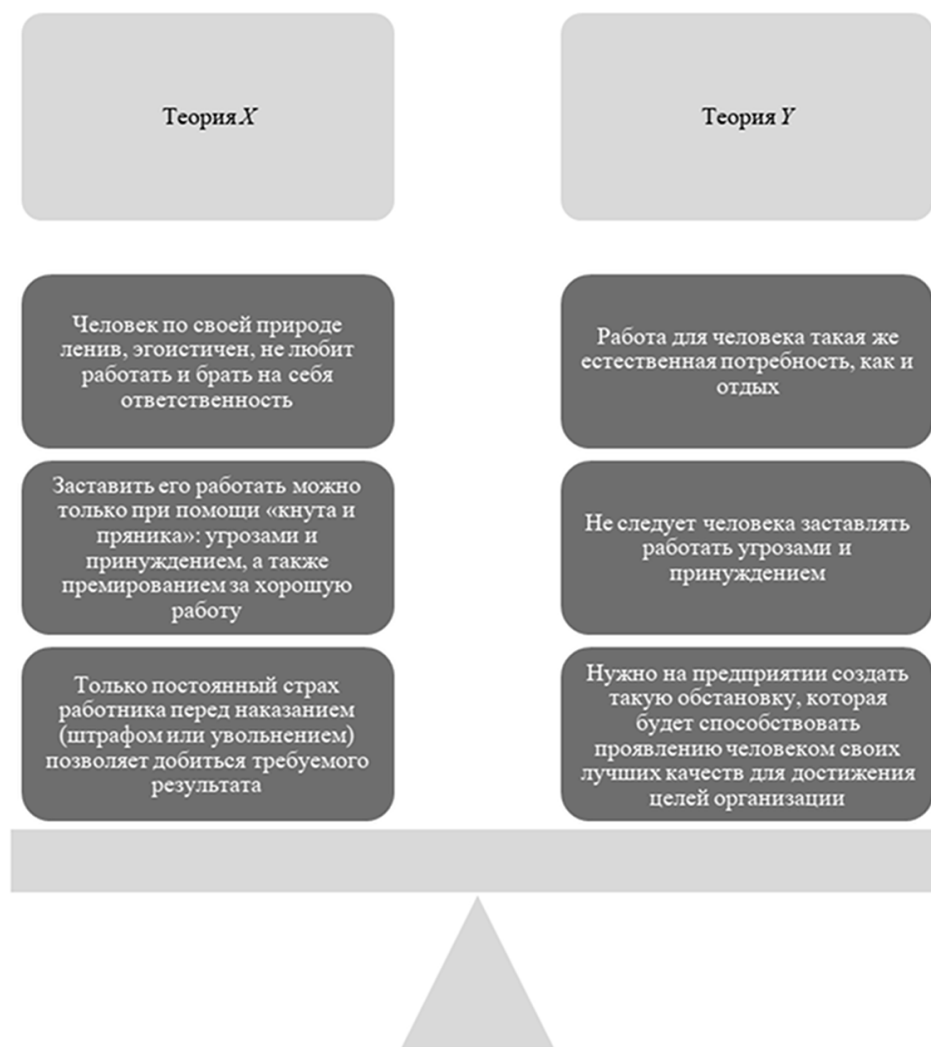 Теория X
Теория Y
Человек по своей природе
ленив, эгоистичен, не любит
работать и брать на себя
ответственность
Работа для человека такая же
естественная потребность, как и
отдых
Заставить его работать можно
только при помощи «кнута и
пряника»: угрозами и
принуждением, а также
премированием за хорошую
работу
Не следует человека заставлять
работать угрозами и
принуждением
Только постоянный страх
работника перед наказанием
(штрафом или увольнением)
позволяет добиться требуемого
результата
Нужно на предприятии создать
такую обстановку, которая
будет способствовать
проявлению человеком своих
лучших качеств для достижения
целей организации